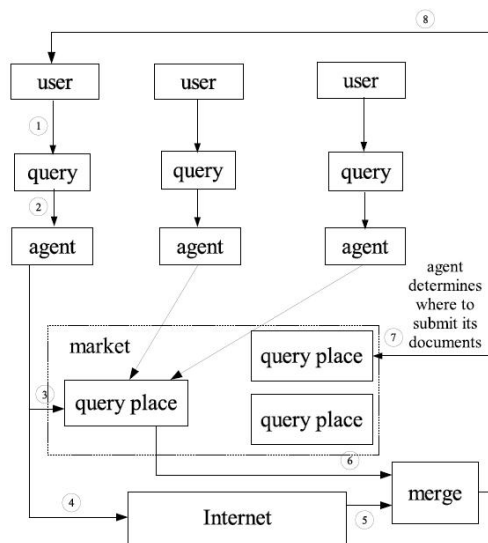 8
user
user
user
1
query
query
query
2
agent
agent
agent
agent
determines
where to
submit its
documents
7
market
query place
3
query place
query place
6
4
Internet
5
merge